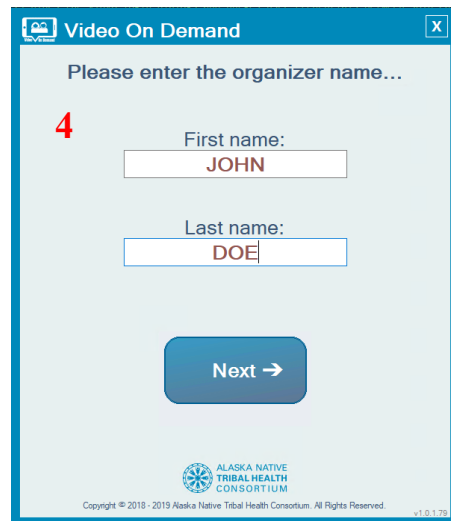 Video On Demand
X
Please enter the organizer name...
4
First name:
JOHN
Last name:
DOE
Next ➔
ALASKA NATIVE
TRIBAL HEALTH
CONSORTIUM
Copyright © 2018 - 2019 Alaska Native Tribal Health Consortium. All Rights Reserved.
v1.0.1.79